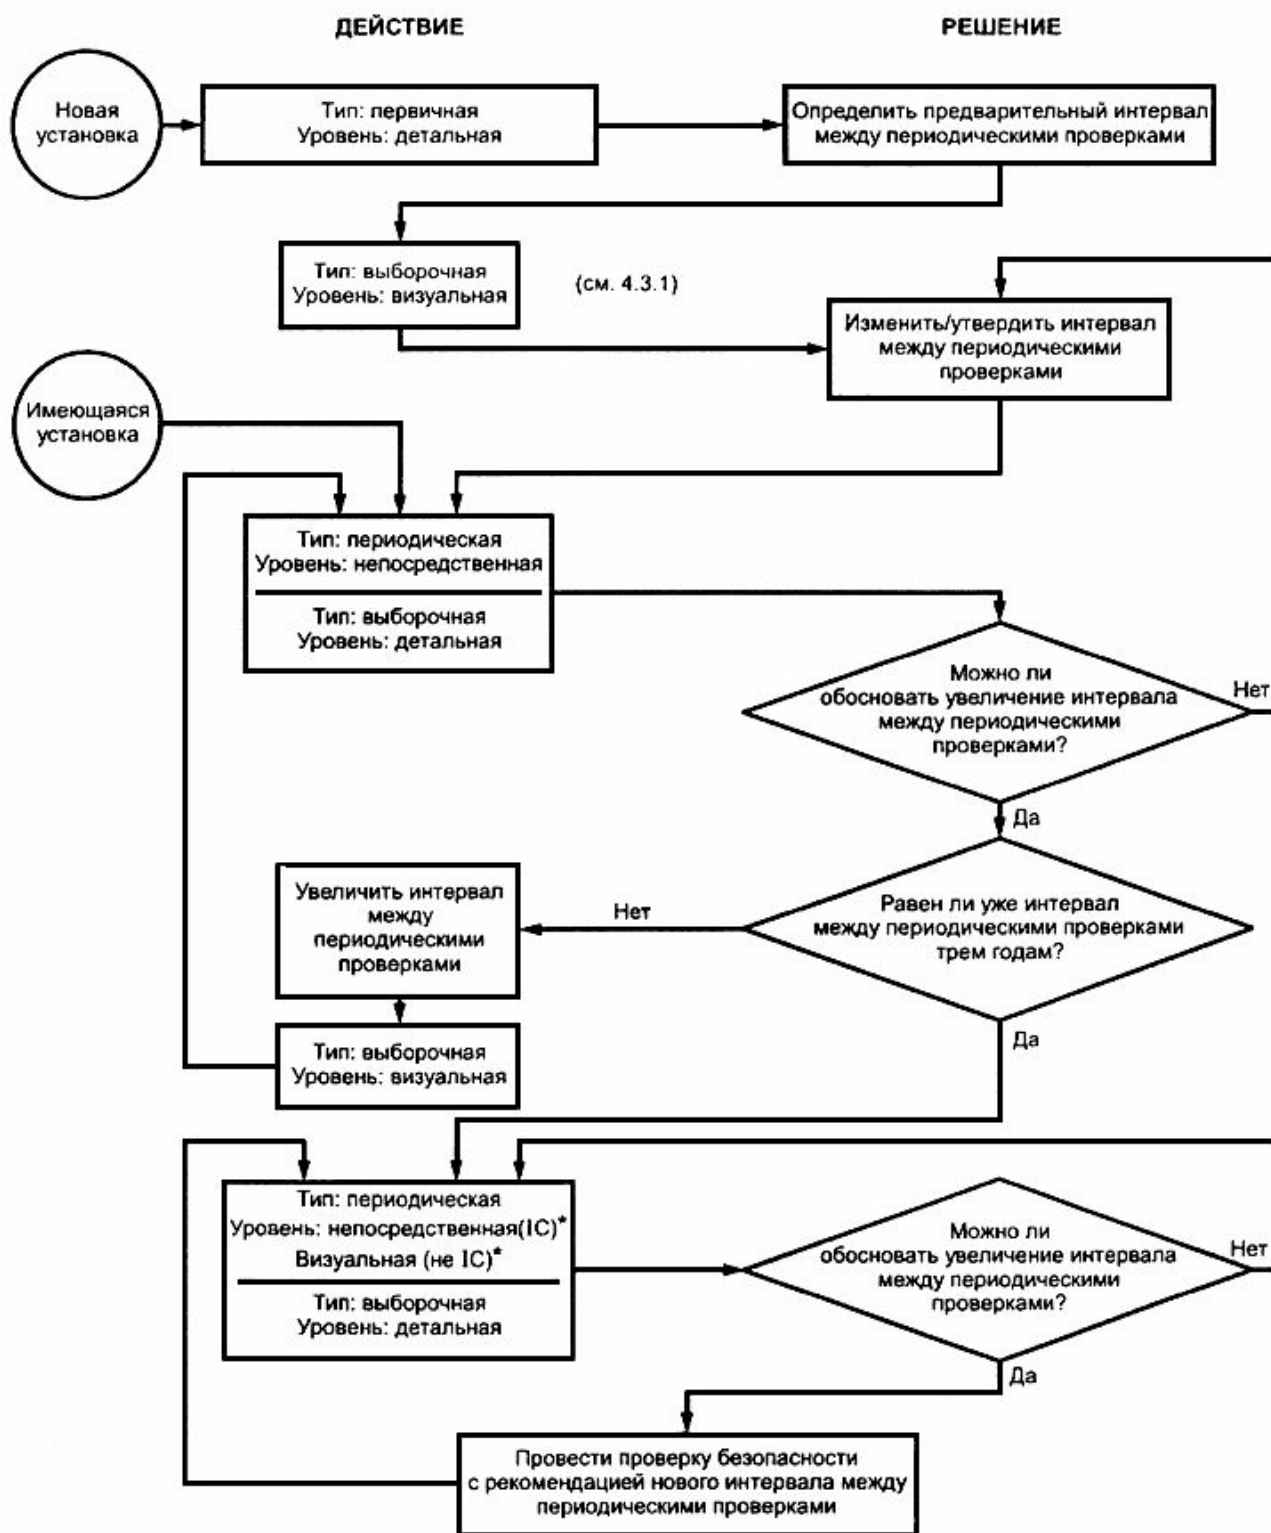 ДЕЙСТВИЕ
РЕШЕНИЕ
Новая
установка
Тип: первичная
Уровень: детальная
Определить предварительный интервал
между периодическими проверками
Тип: выборочная
Уровень: визуальная
(см. 4.3.1)
Изменить/утвердить интервал
между периодическими
проверками
Имеющаяся
установка
Тип: периодическая
Уровень: непосредственная
Тип: выборочная
Уровень: детальная
Можно ли
обосновать увеличение интервала
между периодическими
проверками?
Нет
Да
Увеличить интервал
между
периодическими
проверками
Нет
Равен ли уже интервал
между периодическими проверками
трем годам?
Да
Тип: выборочная
Уровень: визуальная
Тип: периодическая
Уровень: непосредственная(IC)*
Визуальная (не IC)*
Тип: выборочная
Уровень: детальная
Можно ли
обосновать увеличение интервала
между периодическими
проверками?
Нет
Да
Провести проверку безопасности
с рекомендацией нового интервала между
периодическими проверками